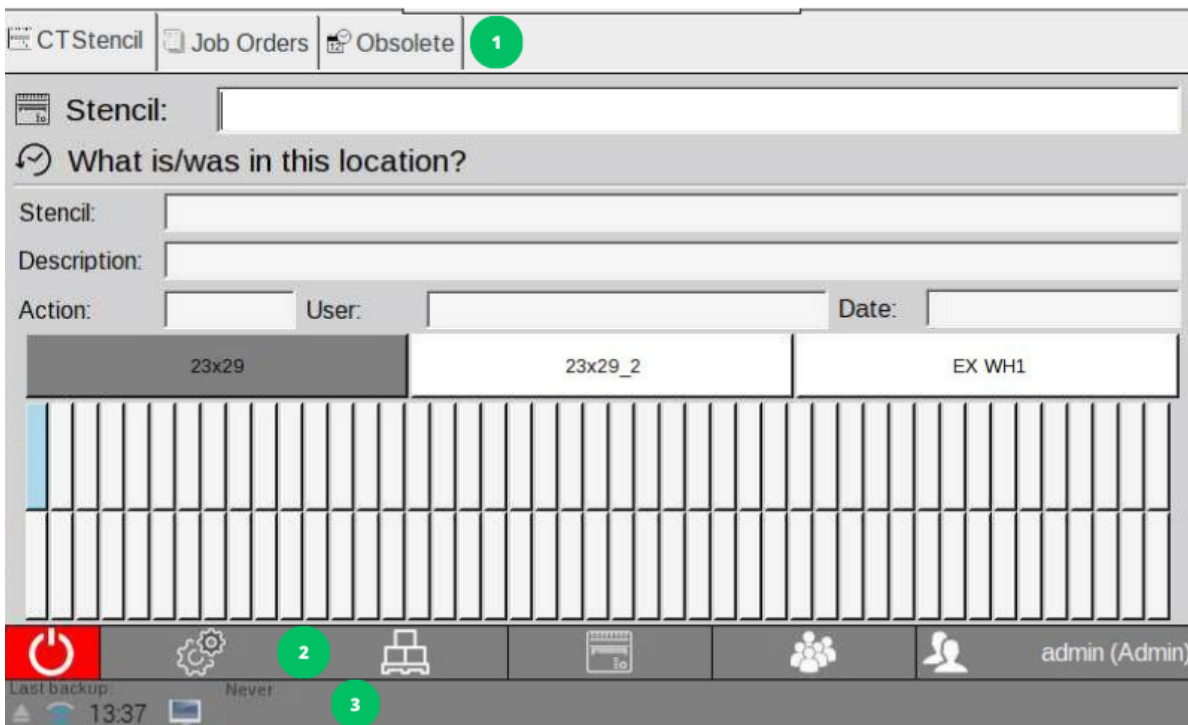 CTStencil Job Orders Obsolete 1
Stencil:
What is/was in this location?
Stencil:
Description:
Action: User: Date:
23x29 23x29_2 EX WH1
2 admin (Admin)
Last backup: Never
13:37 3